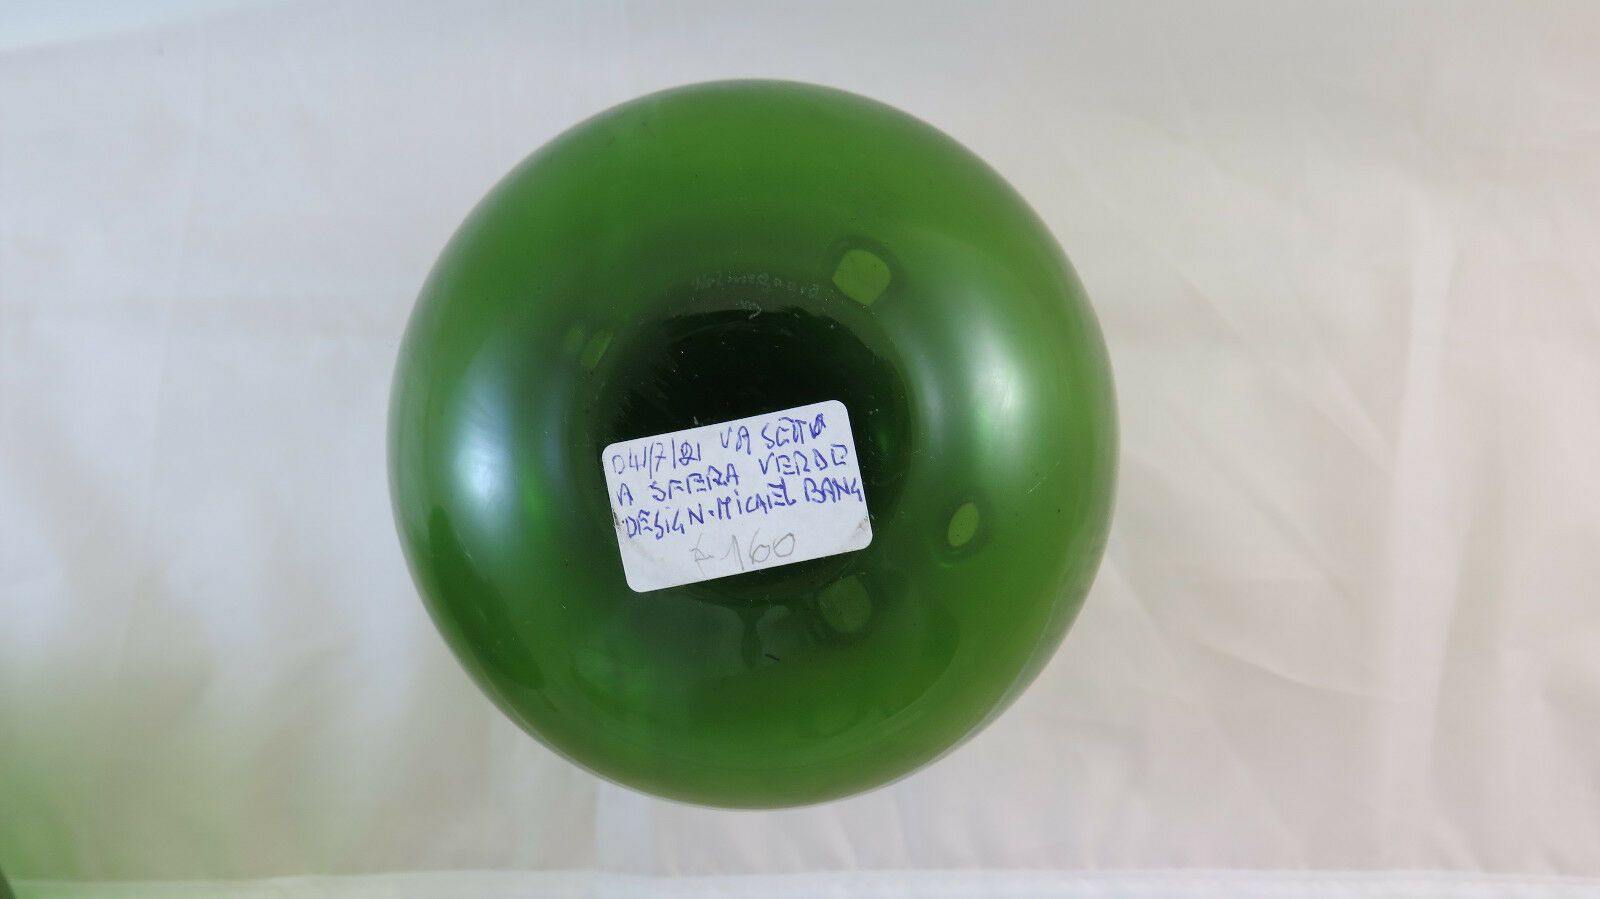 041/7/21 VASETTO
A SFERA VERDE
DESIGN·MICAEL BANG
160